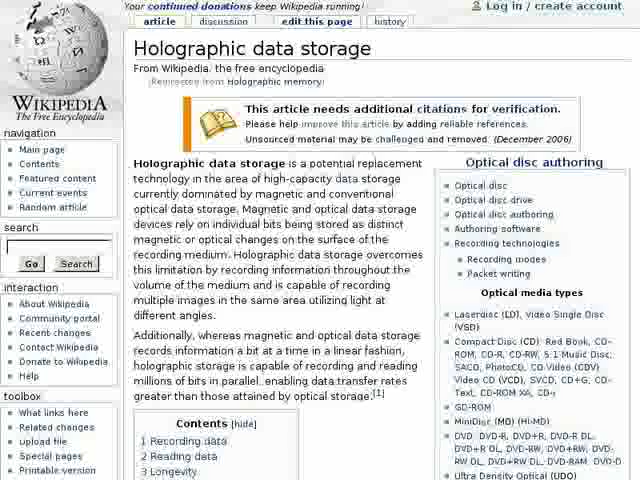 Your continued donations keep Wikipedia running!
Log in / create account
article
discussion
edit this page
history
WIKIPEDIA
The Free Encyclopedia
navigation
Main page
Contents
Featured content
Current events
Random article
search
Go
Search
interaction
About Wikipedia
Community portal
Recent changes
Contact Wikipedia
Donate to Wikipedia
Help
toolbox
What links here
Related changes
Upload file
Special pages
Printable version
Holographic data storage
From Wikipedia, the free encyclopedia
(Redirected from Holographic memory)
This article needs additional citations for verification.
Please help improve this article by adding reliable references.
Unsourced material may be challenged and removed. (December 2006)
Holographic data storage is a potential replacement
technology in the area of high-capacity data storage
currently dominated by magnetic and conventional
optical data storage. Magnetic and optical data storage
devices rely on individual bits being stored as distinct
magnetic or optical changes on the surface of the
recording medium. Holographic data storage overcomes
this limitation by recording information throughout the
volume of the medium and is capable of recording
multiple images in the same area utilizing light at
different angles.
Additionally, whereas magnetic and optical data storage
records information a bit at a time in a linear fashion,
holographic storage is capable of recording and reading
millions of bits in parallel, enabling data transfer rates
greater than those attained by optical storage.[1]
Contents [hide]
1 Recording data
2 Reading data
3 Longevity
Optical disc authoring
Optical disc
Optical disc drive
Optical disc authoring
Authoring software
Recording technologies
Recording modes
Packet writing
Optical media types
Laserdisc (LD), Video Single Disc
(VSD)
Compact Disc (CD): Red Book, CD-
ROM, CD-R, CD-RW, 5.1 Music Disc,
SACD, PhotoCD, CD Video (CDV)
Video CD (VCD), SVCD, CD+G, CD-
Text, CD-ROM XA, CD-i
GD-ROM
MiniDisc (MD) (Hi-MD)
DVD: DVD-R, DVD+R, DVD-R DL,
DVD+R DL, DVD-RW, DVD+RW, DVD-
RW DL, DVD+RW DL, DVD-RAM, DVD-D
Ultra Density Optical (UDO)